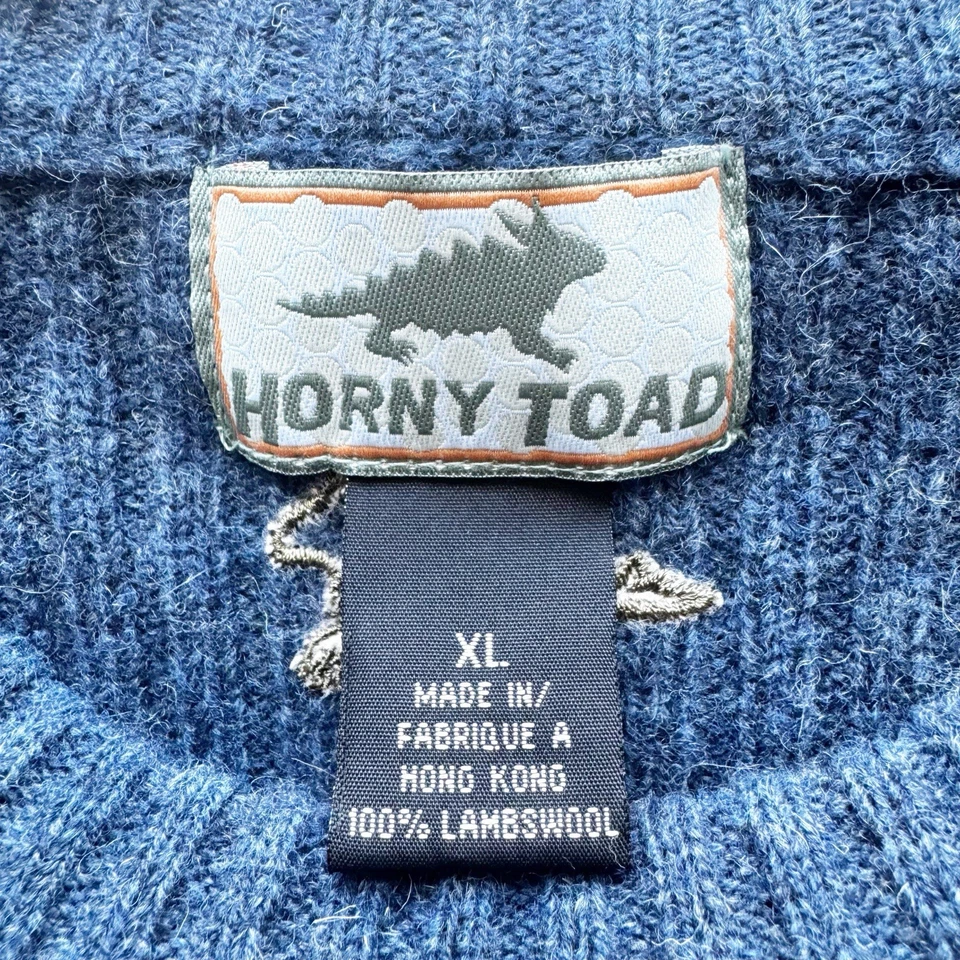 HORNY TOAD
XL
MADE IN/
FABRIQUE A
HONG KONG
100% LAMBSWOOL